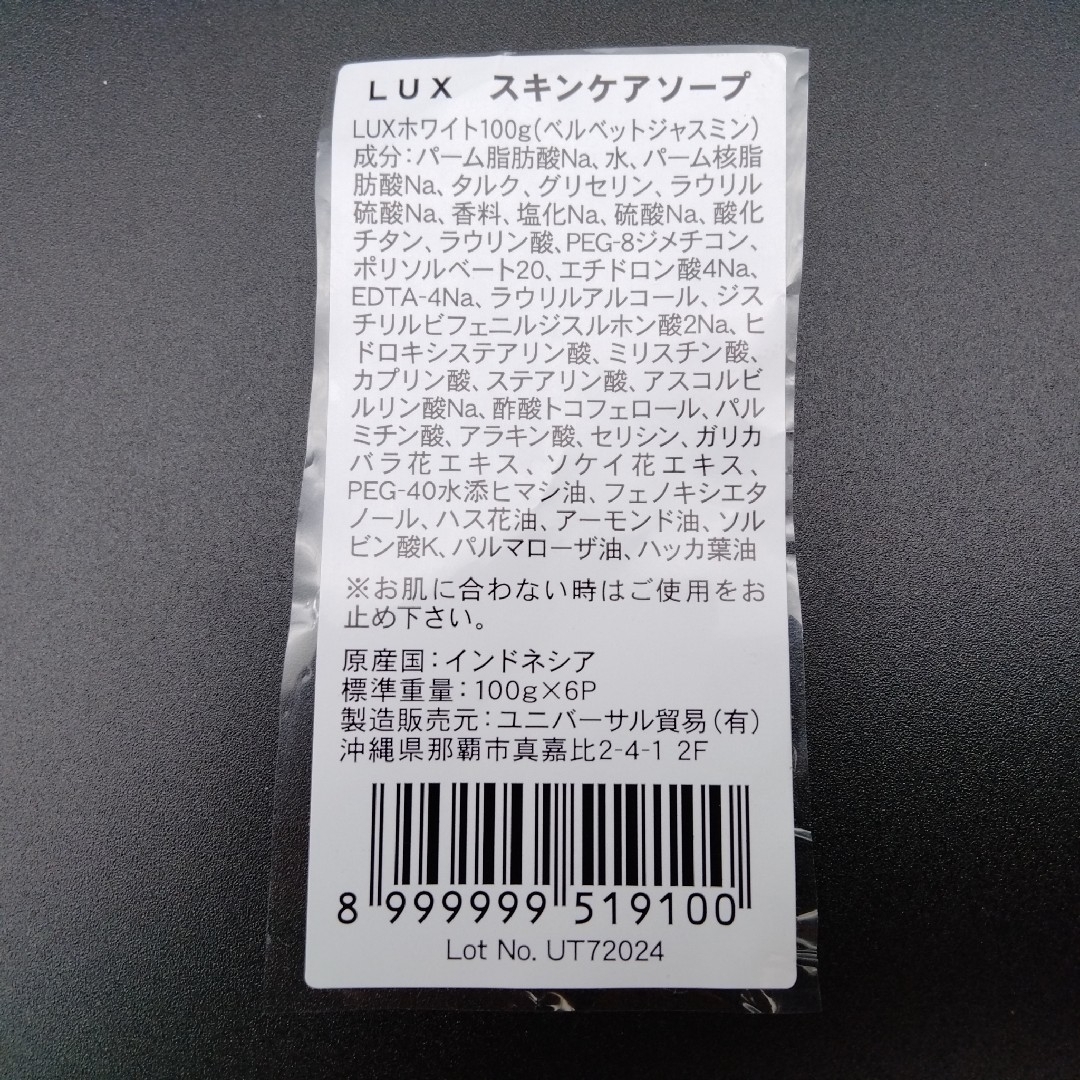 LUX スキンケアソープ
LUXホワイト100g(ベルベットジャスミン)
成分:パーム脂肪酸Na、水、パーム核脂
肪酸Na、タルク、グリセリン、ラウリル
硫酸Na、香料、塩化Na、硫酸Na、酸化
チタン、ラウリン酸、PEG-8ジメチコン、
ポリソルベート20、エチドロン酸4Na、
EDTA-4Na、ラウリルアルコール、ジス
チリルビフェニルジスルホン酸2Na、ヒ
ドロキシステアリン酸、ミリスチン酸、
カプリン酸、ステアリン酸、アスコルビ
ルリン酸Na、酢酸トコフェロール、パル
ミチン酸、アラキン酸、セリシン、ガリカ
バラ花エキス、ソケイ花エキス、
PEG-40水添ヒマシ油、フェノキシエタ
ノール、ハス花油、アーモンド油、ソル
ビン酸K、パルマローザ油、ハッカ葉油
※お肌に合わない時はご使用をお
止め下さい。
原産国:インドネシア
標準重量:100g×6P
製造販売元:ユニバーサル貿易(有)
沖縄県那覇市真嘉比2-4-1 2F
8 999999 519100
Lot No. UT72024